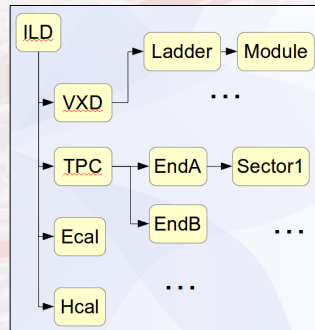 ILD
Ladder
Module
VXD
...
TPC
EndA
Sector1
EndB
...
Ecal
...
Hcal